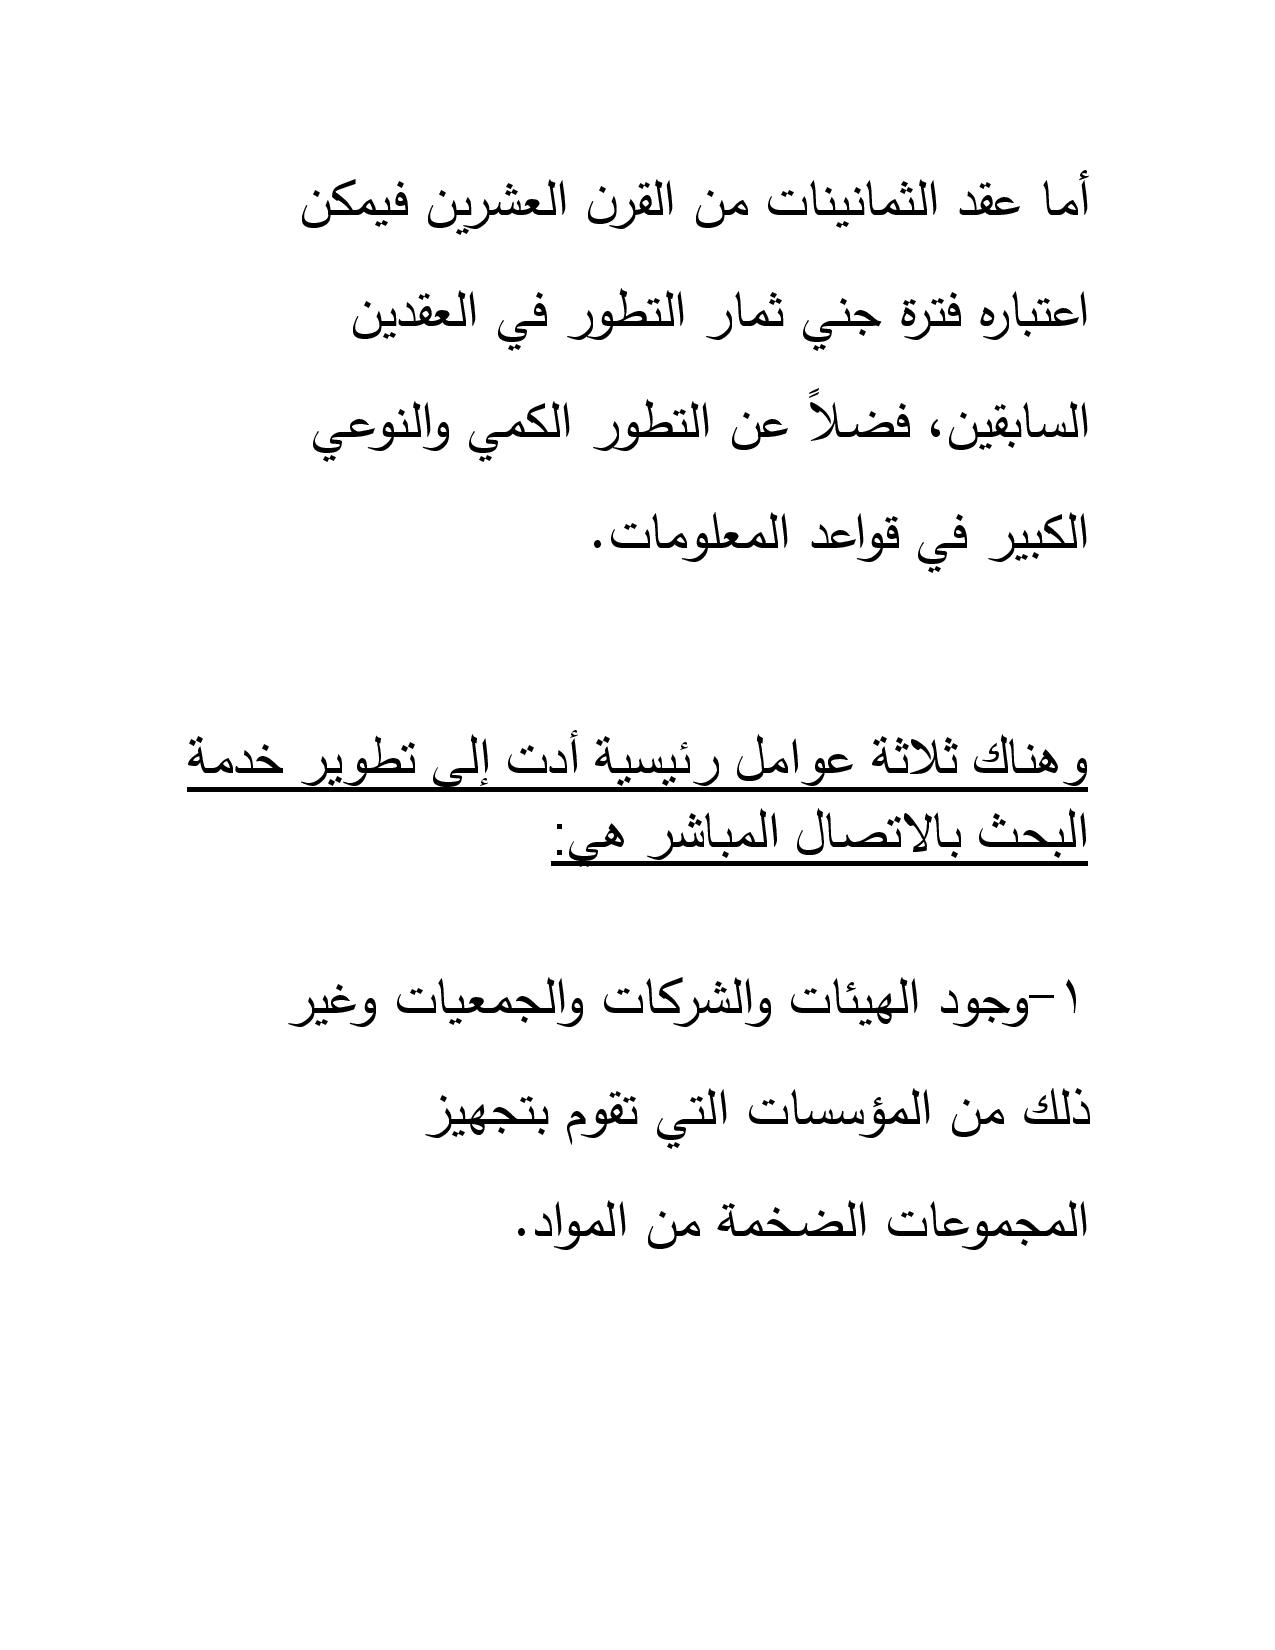 أما عقد الثمانينات من القرن العشرين فيمكن
اعتباره فترة جني ثمار التطور في العقدين
السابقين، فضلاً عن التطور الكمي والنوعي
الكبير في قواعد المعلومات.
وهناك ثلاثة عوامل رئيسية أدت إلى تطوير خدمة
البحث بالاتصال المباشر هي:
١-وجود الهيئات والشركات والجمعيات وغير
ذلك من المؤسسات التي تقوم بتجهيز
المجموعات الضخمة من المواد.